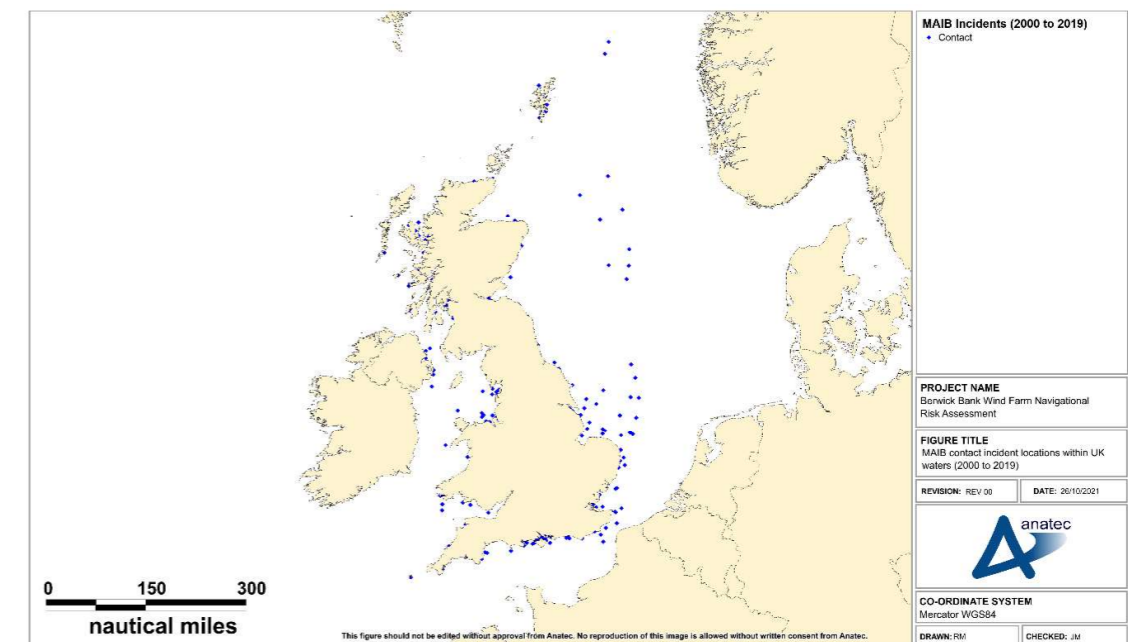 MAIB Incidents (2000 to 2019)
Contact
PROJECT NAME
Berwick Bank Wind Farm Navigational
Risk Assessment
FIGURE TITLE
MAIB contact incident locations within UK
waters (2000 to 2019)
REVISION: REV 00
DATE: 26/10/2021
anatec
CO-ORDINATE SYSTEM
Mercator WGS84
DRAWN: RM
CHECKED: JM
0 150 300
nautical miles
This figure should not be edited without approval from Anatec. No reproduction of this image is allowed without written consent from Anatec.